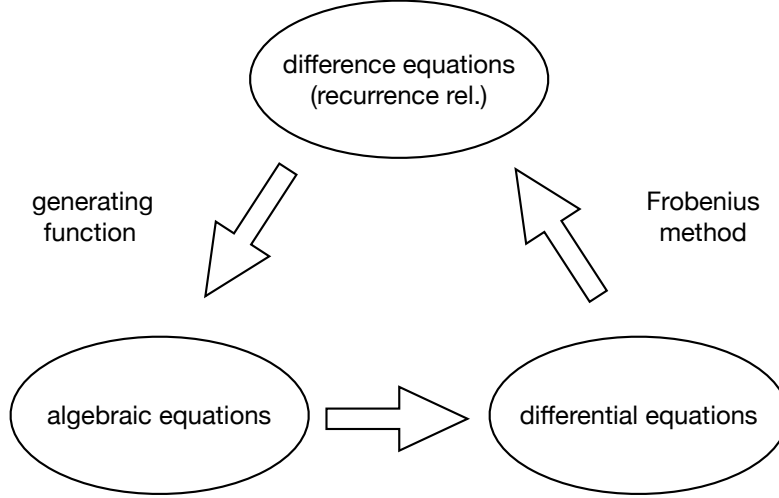 difference equations
(recurrence rel.)
generating
function
Frobenius
method
algebraic equations
differential equations